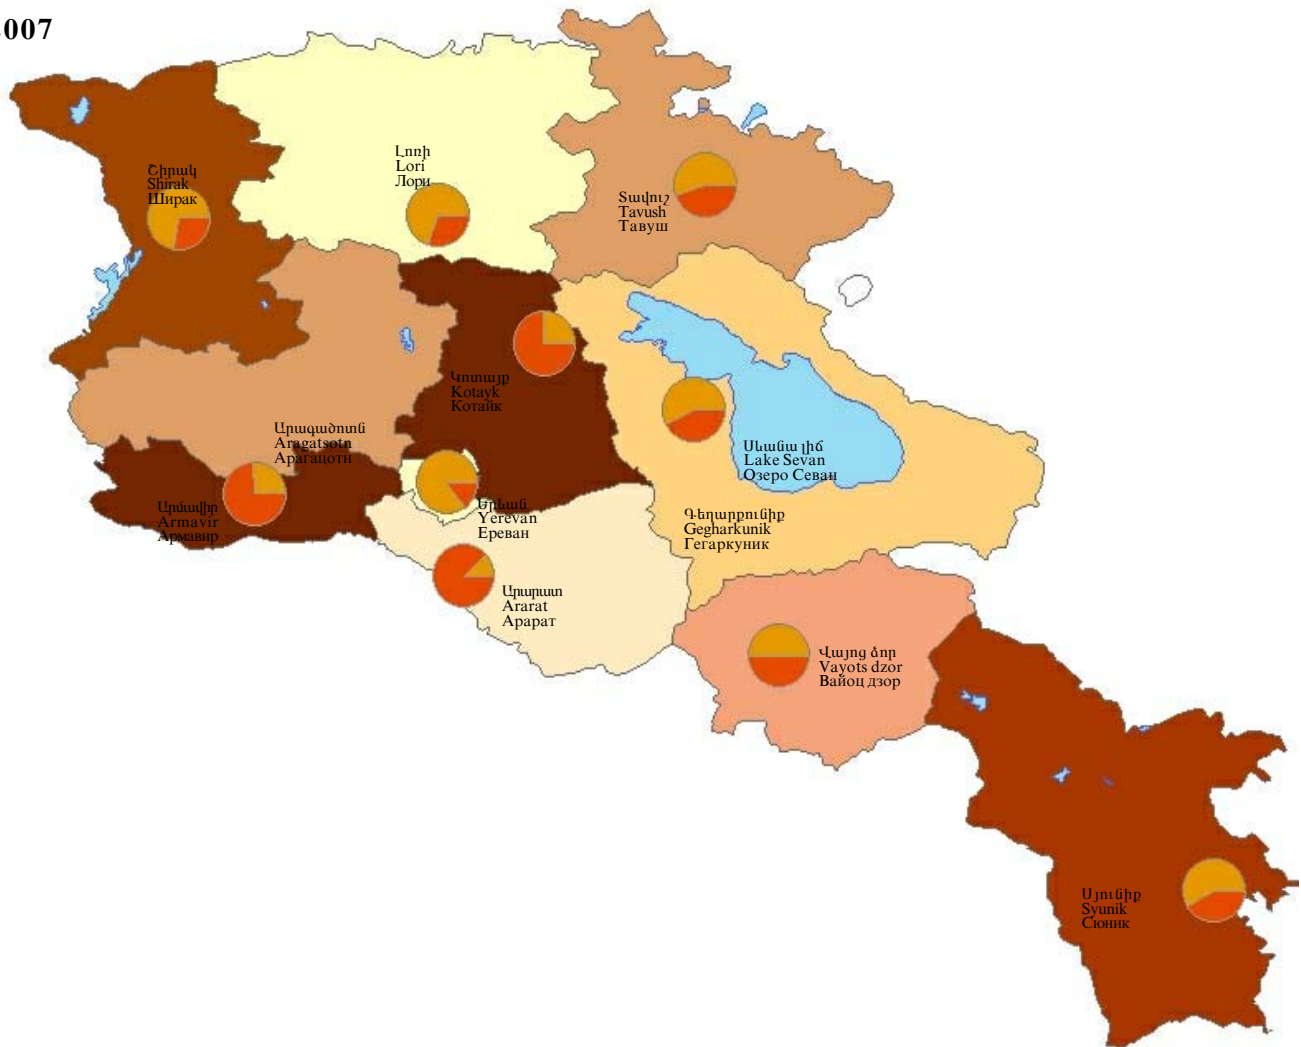 007
Շիրակ
Shirak
Ширак
Լոռի
Lori
Лори
Տավուշ
Tavush
Тавуш
Կոտայք
Kotayk
Котайк
Արագածոտն
Aragatsotn
Арагацотн
Սևանա լիճ
Lake Sevan
Озеро Севан
Արմավիր
Armavir
Армавир
Երևան
Yerevan
Ереван
Գեղարքունիք
Gegharkunik
Гегаркуник
Արարատ
Ararat
Арарат
Վայոց ձոր
Vayots dzor
Вайоц дзор
Սյունիք
Syunik
Сюник